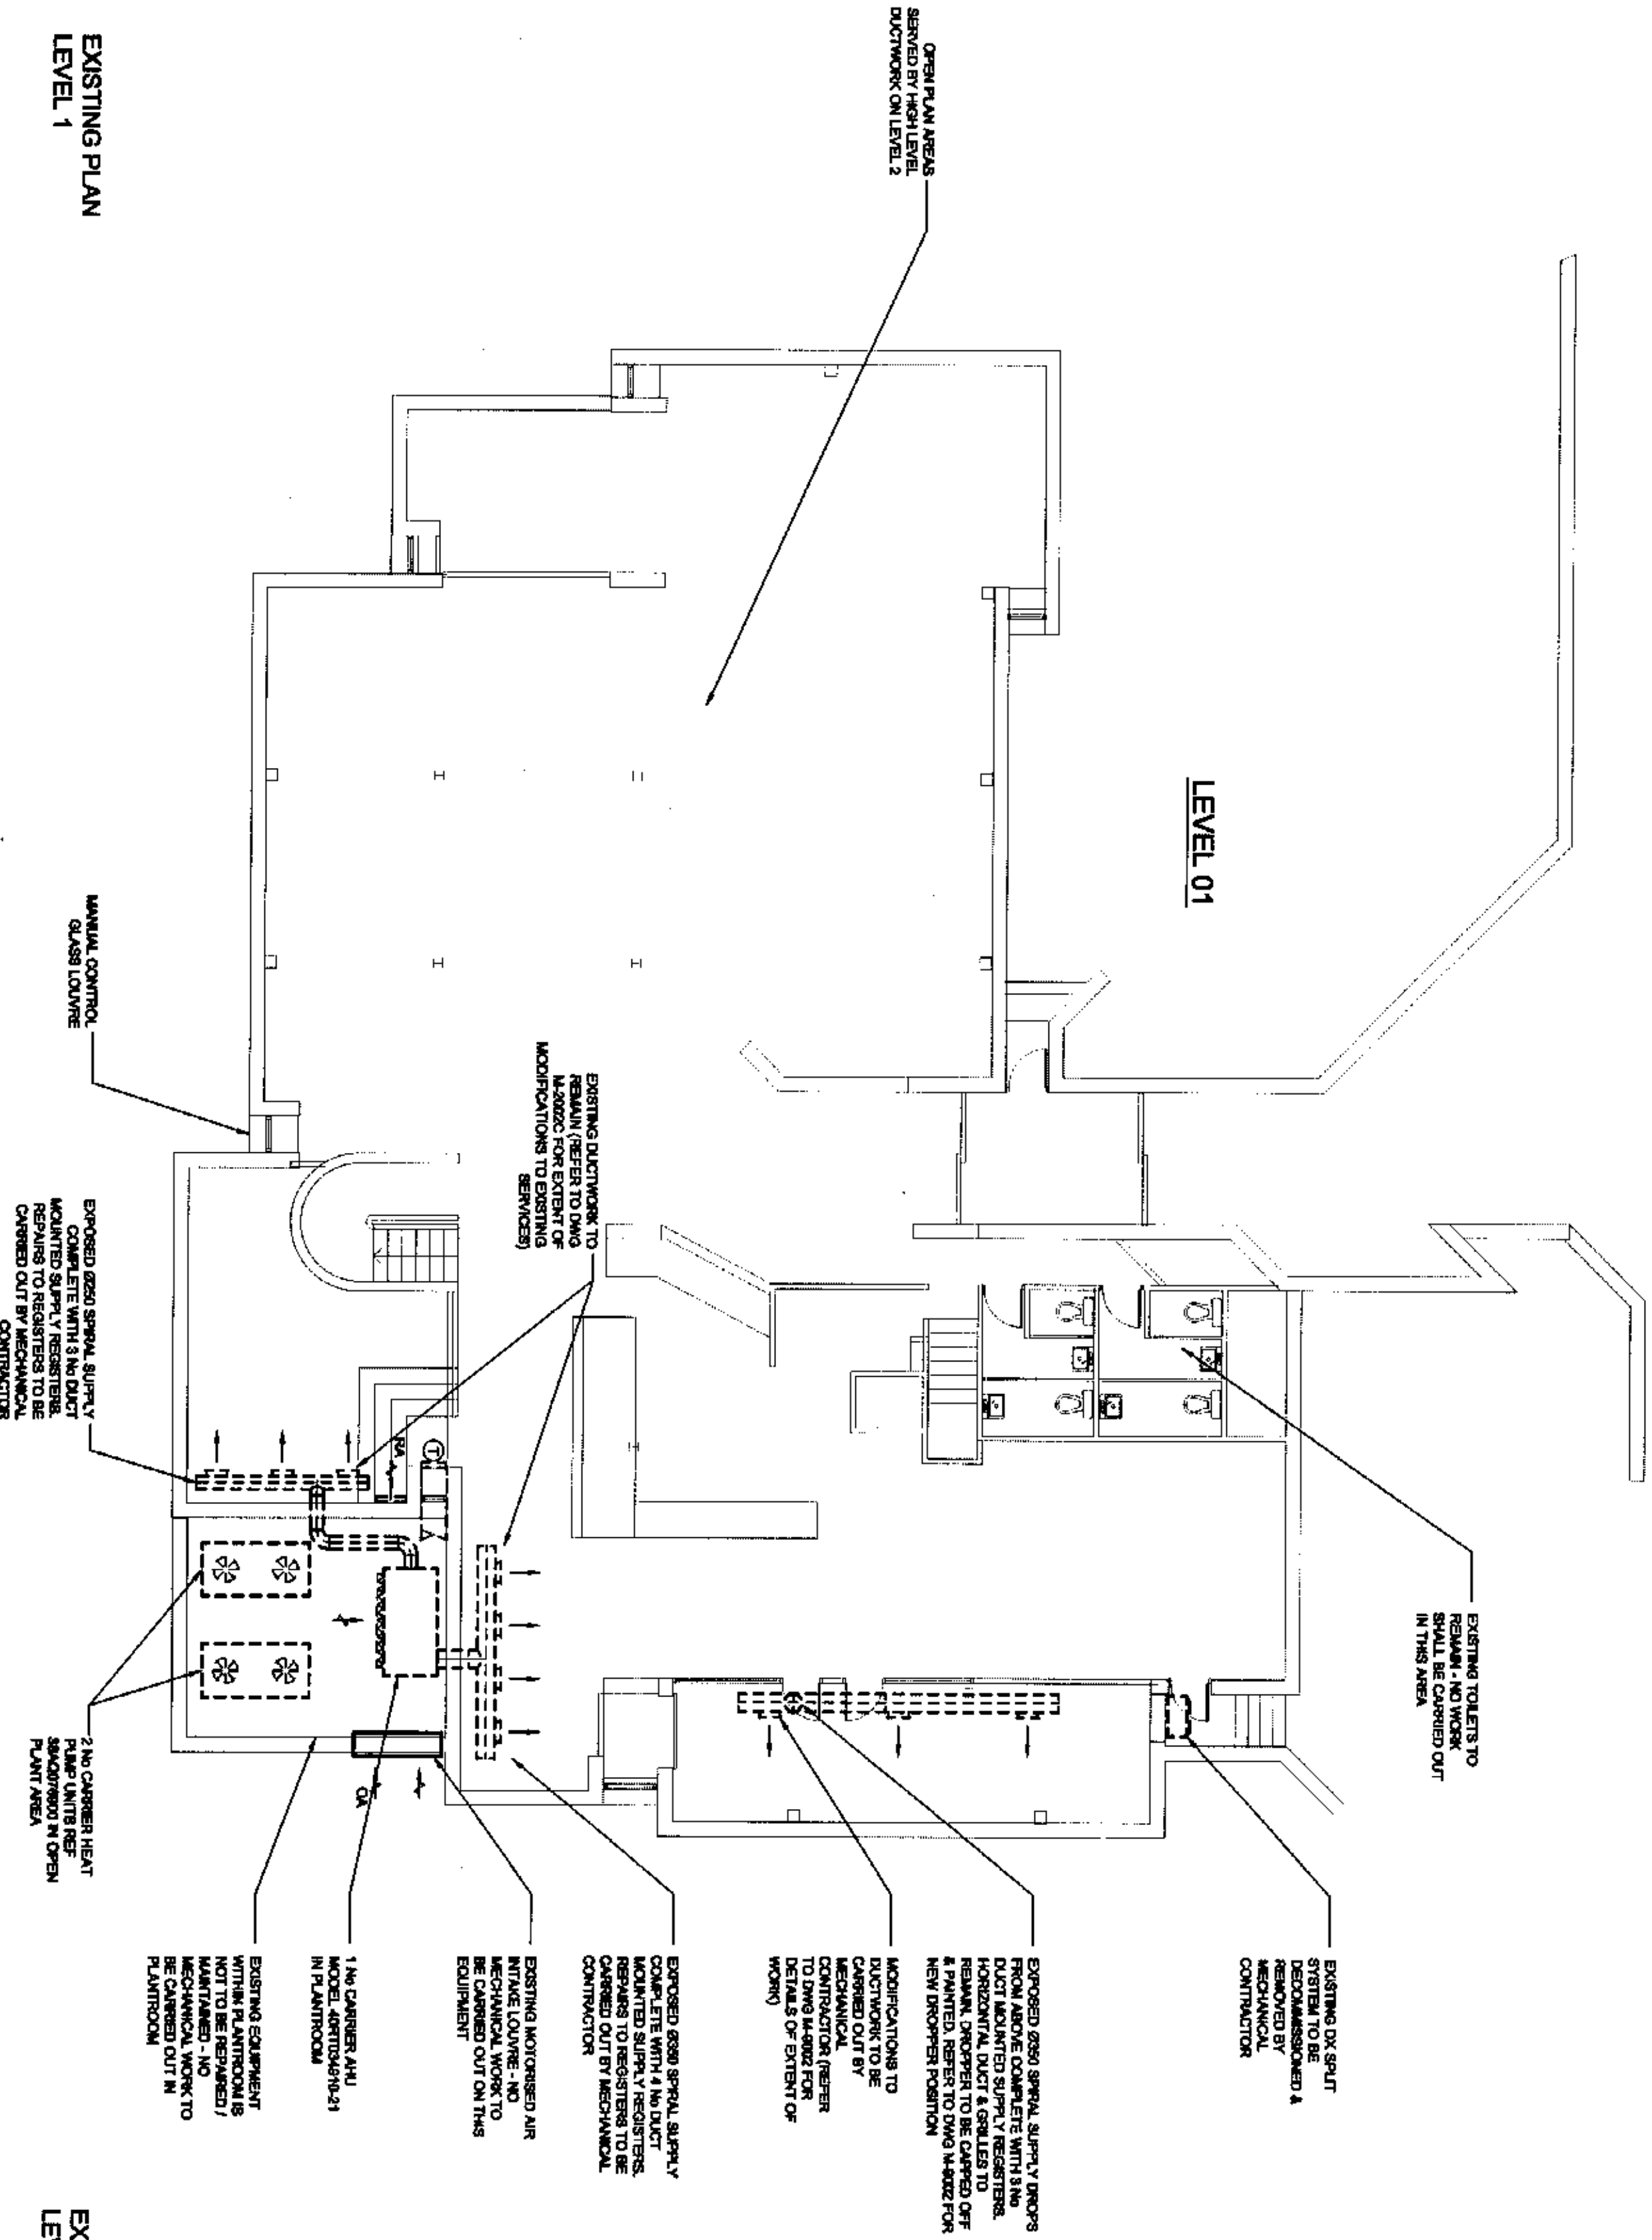 OPEN PLAN AREAS
SERVED BY HIGH LEVEL
DUCTWORK ON LEVEL 2
LEVEL 01
EXISTING TOILETS TO
REMAIN - NO WORK
SHALL BE CARRIED OUT
IN THIS AREA
EXISTING DX SPLIT
SYSTEM TO BE
DECOMMISSIONED &
REMOVED BY
MECHANICAL
CONTRACTOR
EXPOSED Ø350 SPIRAL SUPPLY DROPS
FROM ABOVE COMPLETE WITH 3 No
DUCT MOUNTED SUPPLY REGISTERS.
HORIZONTAL DUCT & GRILLES TO
REMAIN, DROPPER TO BE CAPPED OFF
& PAINTED. REFER TO DWG M-9002 FOR
NEW DROPPER POSITION
MODIFICATIONS TO
DUCTWORK TO BE
CARRIED OUT BY
MECHANICAL
CONTRACTOR (REFER
TO DWG M-9002 FOR
DETAILS OF EXTENT OF
WORK)
EXPOSED Ø350 SPIRAL SUPPLY
COMPLETE WITH 4 No DUCT
MOUNTED SUPPLY REGISTERS.
REPAIRS TO REGISTERS TO BE
CARRIED OUT BY MECHANICAL
CONTRACTOR
EXISTING MOTORISED AIR
INTAKE LOUVRE - NO
MECHANICAL WORK TO
BE CARRIED OUT ON THIS
EQUIPMENT
1 No CARRIER AHU
MODEL
IN PLANTROOM
EXISTING EQUIPMENT
WITHIN PLANTROOM IS
NOT TO BE REPAIRED /
MAINTAINED - NO
MECHANICAL WORK TO
BE CARRIED OUT IN
PLANTROOM
EXISTING DUCTWORK TO
REMAIN (REFER TO DWG
M-2002C FOR EXTENT OF
MODIFICATIONS TO EXISTING
SERVICES)
T
RA
OA
MANUAL CONTROL
GLASS LOUVRE
EXPOSED Ø250 SPIRAL SUPPLY
COMPLETE WITH 3 No DUCT
MOUNTED SUPPLY REGISTERS.
REPAIRS TO REGISTERS TO BE
CARRIED OUT BY MECHANICAL
CONTRACTOR
2 No CARRIER HEAT
PUMP UNITS REF
IN OPEN
PLANT AREA
EXISTING PLAN
LEVEL 1